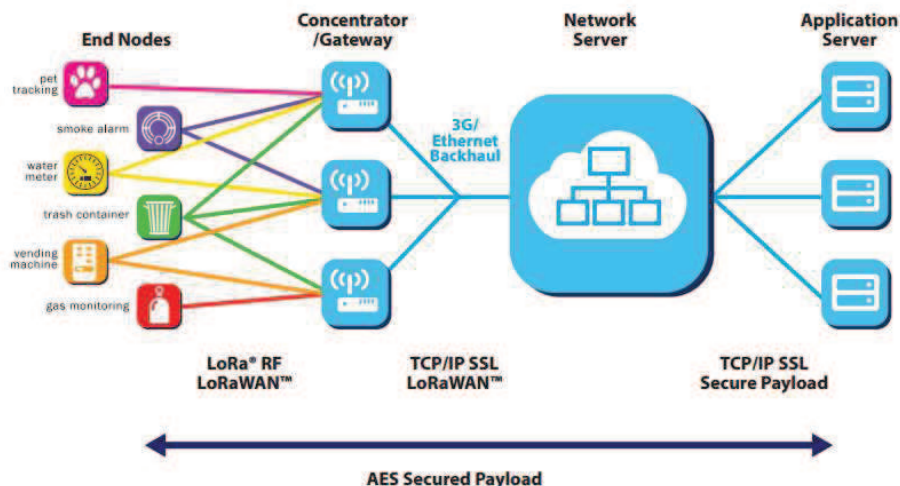 End Nodes
Concentrator
/Gateway
Network
Server
Application
Server
pet
tracking
smoke alarm
water
meter
trash container
vending
machine
gas monitoring
3G/
Ethernet
Backhaul
LoRa® RF
LoRaWAN™
TCP/IP SSL
LoRaWAN™
TCP/IP SSL
Secure Payload
AES Secured Payload